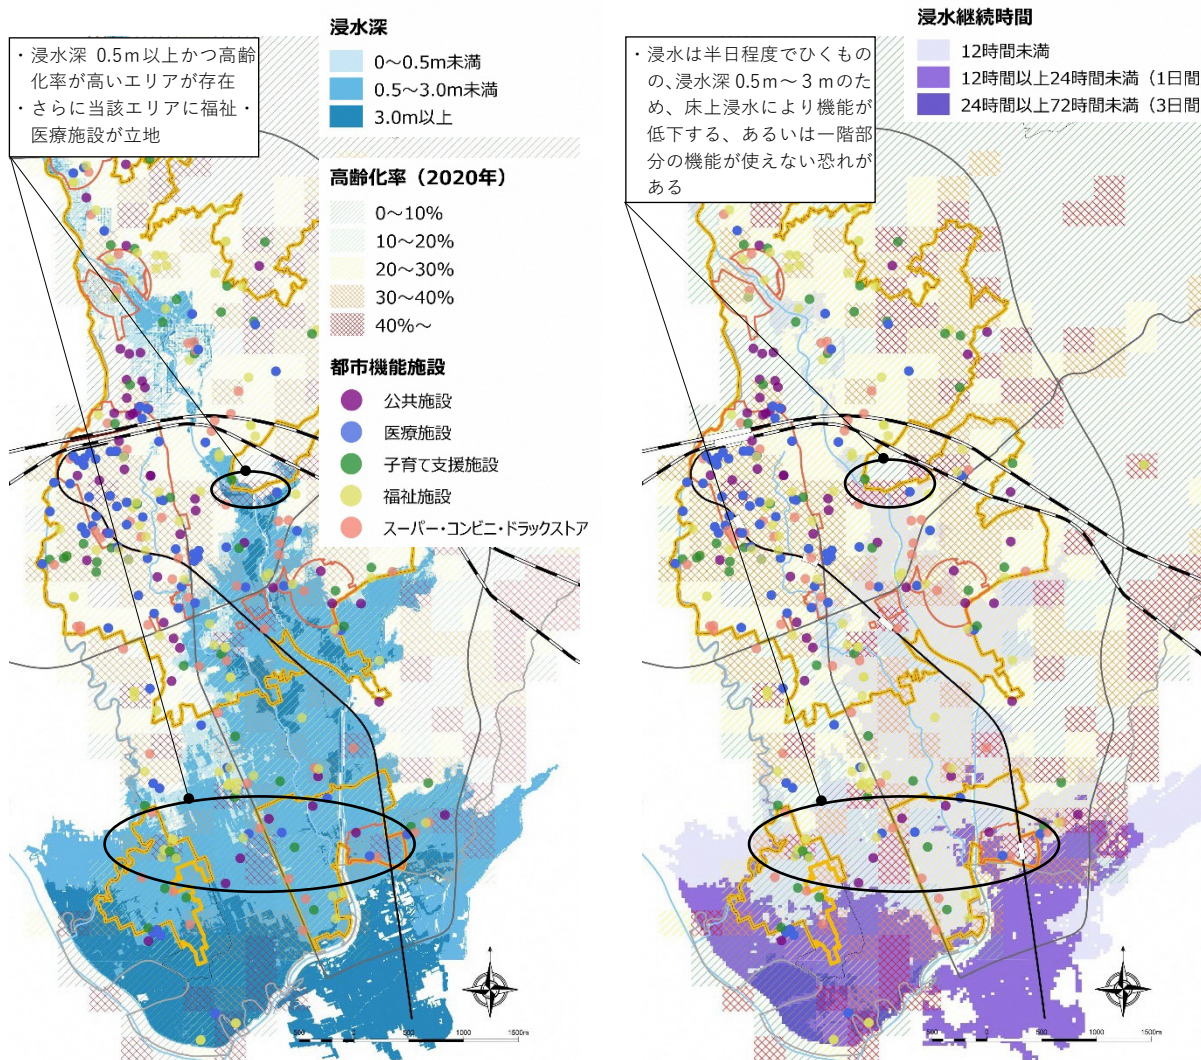 ・浸水深 0.5m以上かつ高齢
化率が高いエリアが存在
・さらに当該エリアに福祉・
医療施設が立地
浸水深
0～0.5m未満
0.5～3.0m未満
3.0m以上
高齢化率（2020年）
0～10%
10～20%
20～30%
30～40%
40%～
都市機能施設
公共施設
医療施設
子育て支援施設
福祉施設
スーパー・コンビニ・ドラックストア
500
0
500
1000
1500m
・浸水は半日程度でひくもの
の、浸水深 0.5m～３ｍのた
め、床上浸水により機能が
低下する、あるいは一階部
分の機能が使えない恐れが
ある
浸水継続時間
12時間未満
12時間以上24時間未満（1日間
24時間以上72時間未満（3日間
500
0
500
1000
1500m